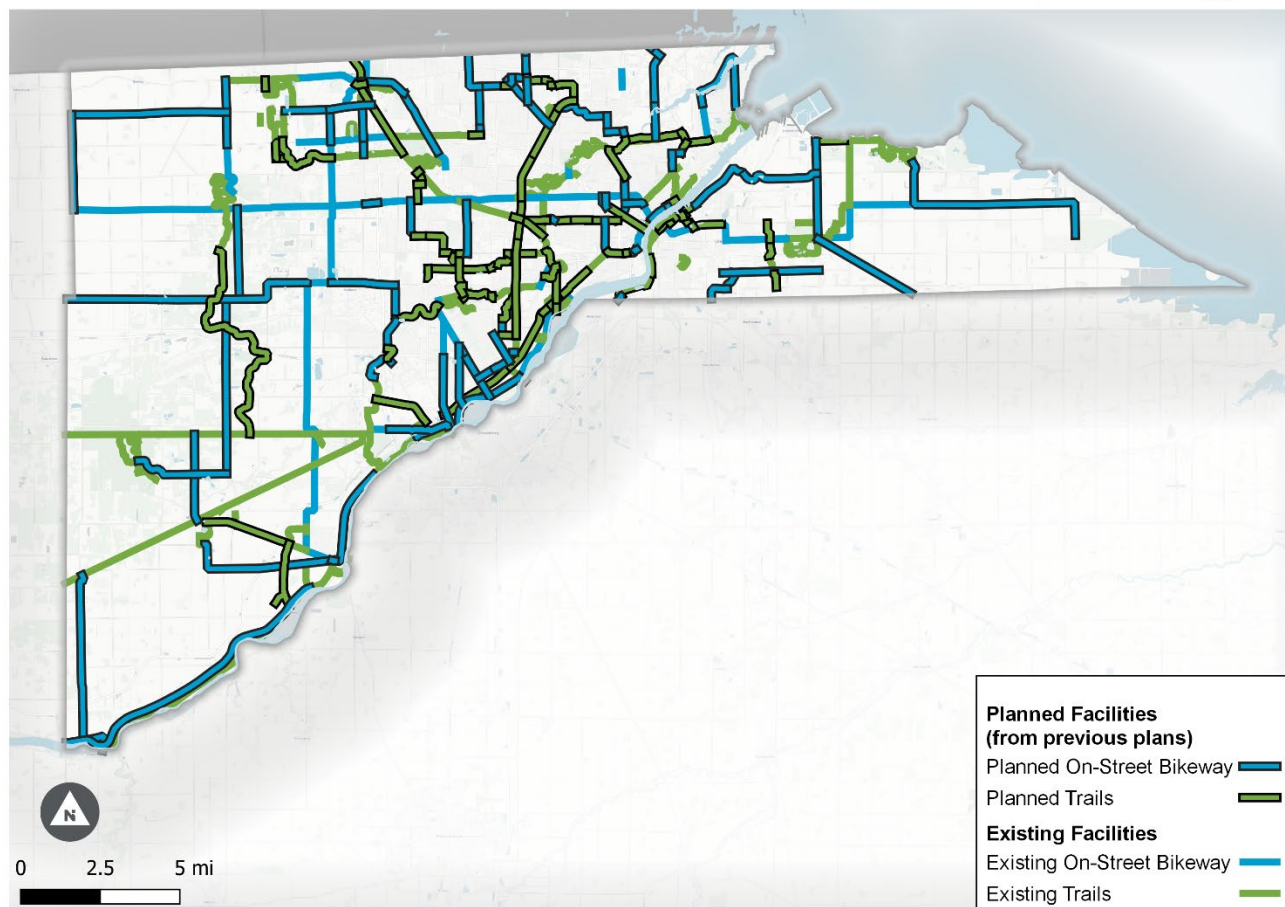 Planned Facilities
(from previous plans)
Planned On-Street Bikeway
Planned Trails
Existing Facilities
Existing On-Street Bikeway
Existing Trails
N
0 2.5 5 mi